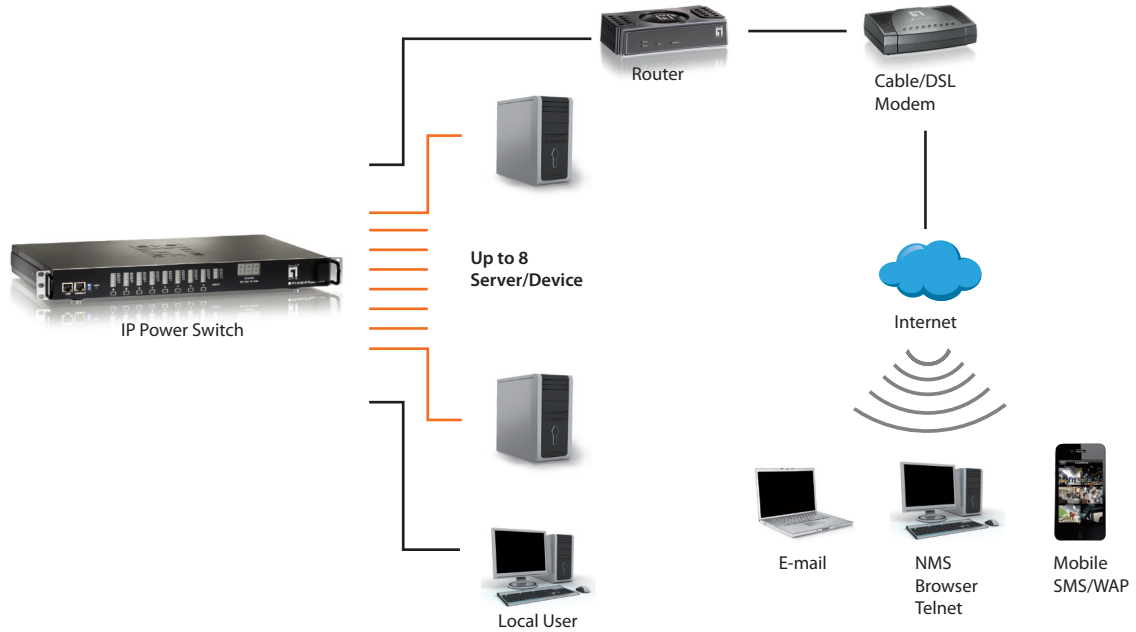 Router
Cable/DSL
Modem
Up to 8
Server/Device
IP Power Switch
Internet
E-mail
NMS
Browser
Telnet
Mobile
SMS/WAP
Local User